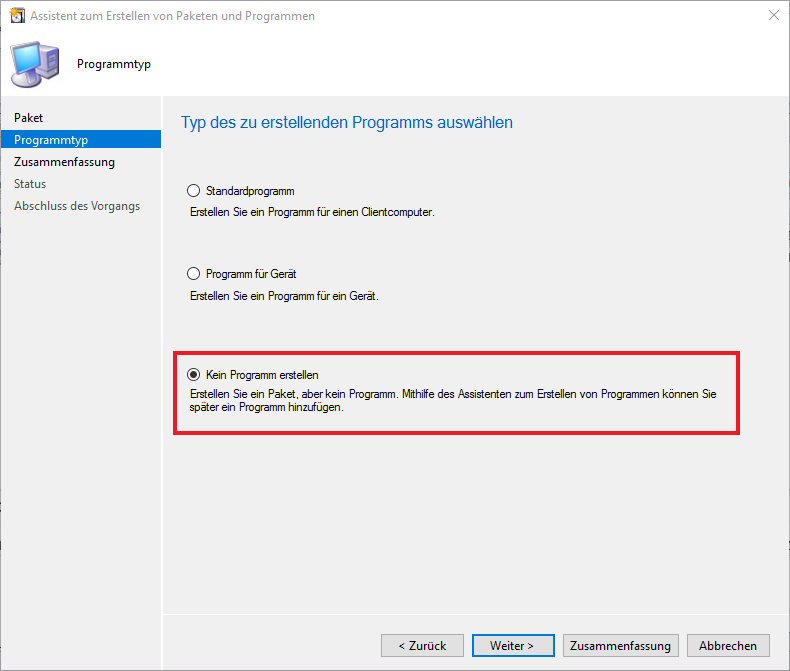 Assistent zum Erstellen von Paketen und Programmen
Programmtyp
Paket
Programmtyp
Zusammenfassung
Status
Abschluss des Vorgangs
Typ des zu erstellenden Programms auswählen
Standardprogramm
Erstellen Sie ein Programm für einen Clientcomputer.
Programm für Gerät
Erstellen Sie ein Programm für ein Gerät.
Kein Programm erstellen
Erstellen Sie ein Paket, aber kein Programm. Mithilfe des Assistenten zum Erstellen von Programmen können Sie
später ein Programm hinzufügen.
< Zurück
Weiter >
Zusammenfassung
Abbrechen